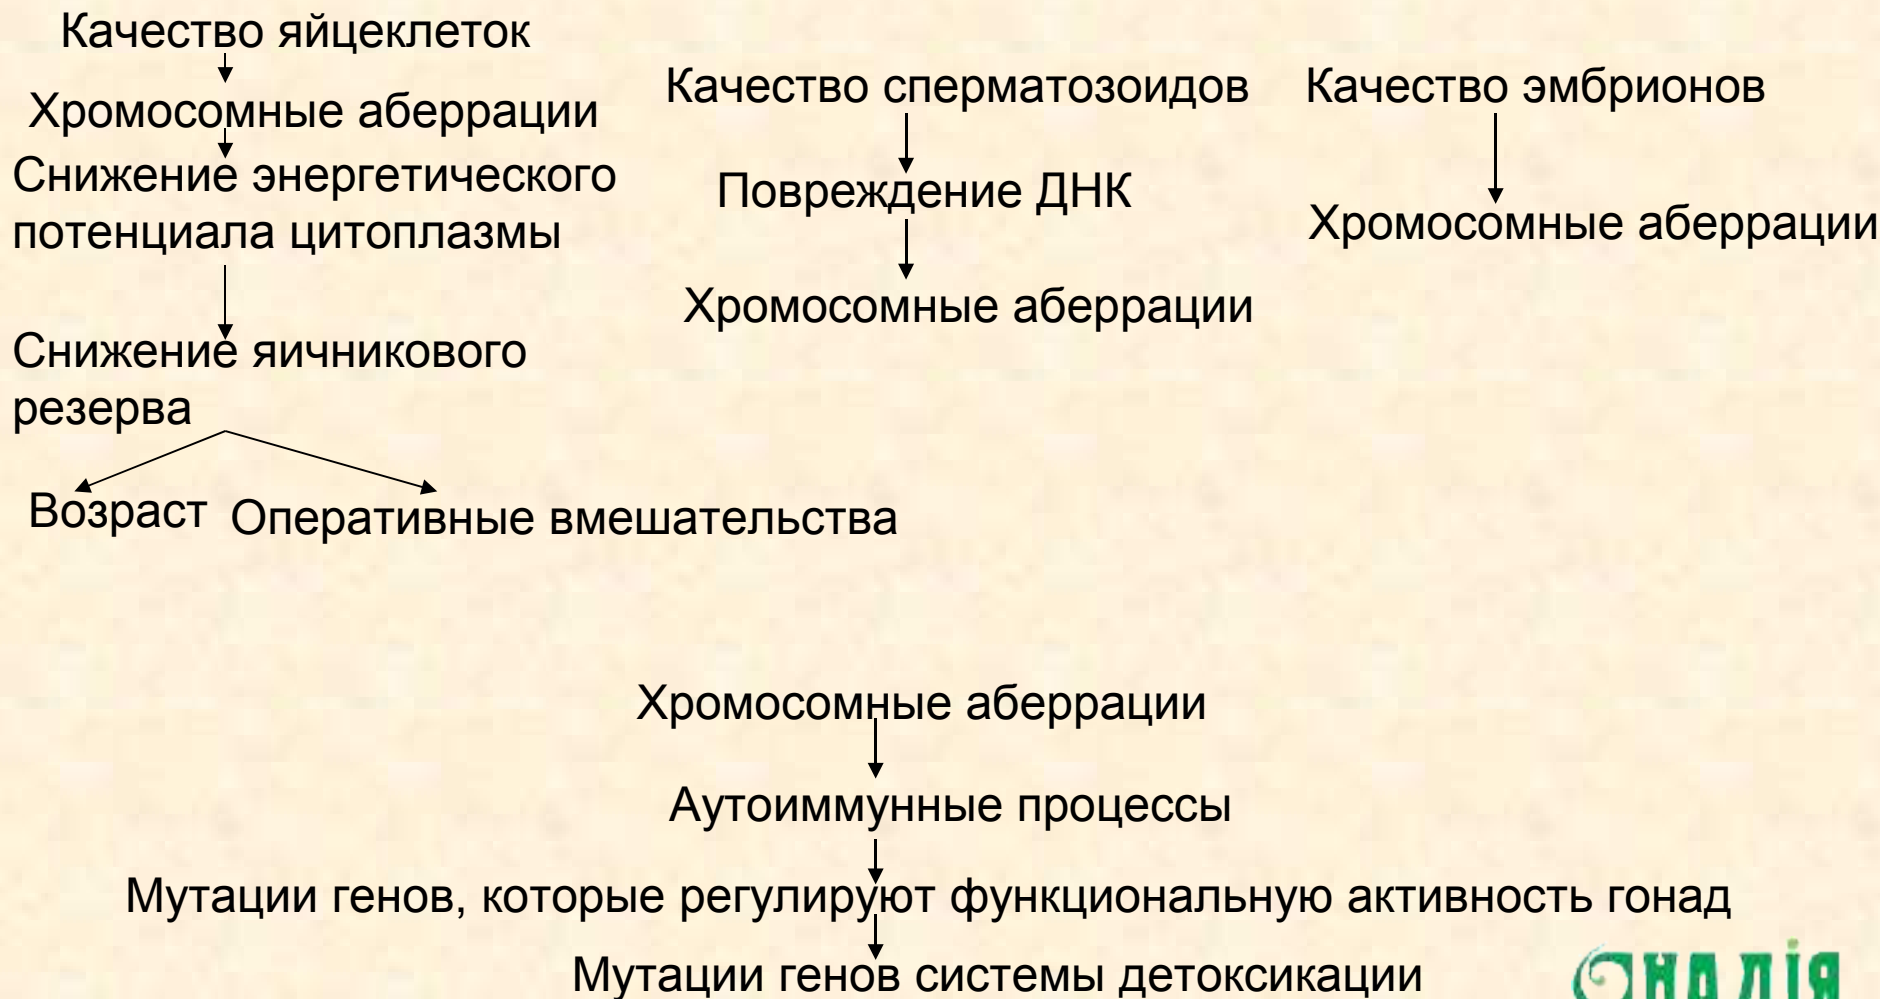 Качество яйцеклеток
Хромосомные аберрации
Снижение энергетического
потенциала цитоплазмы
Снижение яичникового
резерва
Возраст
Оперативные вмешательства
Качество сперматозоидов
Повреждение ДНК
Хромосомные аберрации
Качество эмбрионов
Хромосомные аберрации
Хромосомные аберрации
Аутоиммунные процессы
Мутации генов, которые регулируют функциональную активность гонад
Мутации генов системы детоксикации
НАДІЯ